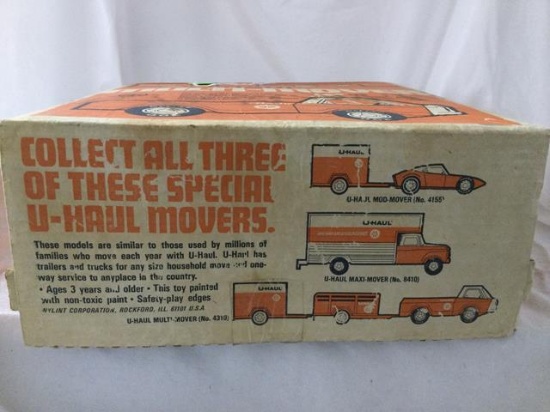 COLLECT ALL THREE
OF THESE SPECIAL
U-HAUL MOVERS.
These models are similar to those used by millions of
families who move each year with U-Haul. U-Haul has
trailers and trucks for any size household move and one-
way service to anyplace in the country.
• Ages 3 years and older • This toy painted
with non-toxic paint • Safety-play edges
NYLINT CORPORATION, ROCKFORD, ILL. 61101 U.S.A
U-HAUL
U-HAUL MOD-MOVER (No. 4155)
U-HAUL
U-HAUL MAXI-MOVER (No. 8410)
U-HAUL
U-HAUL MULTI-MOVER (No. 4310)